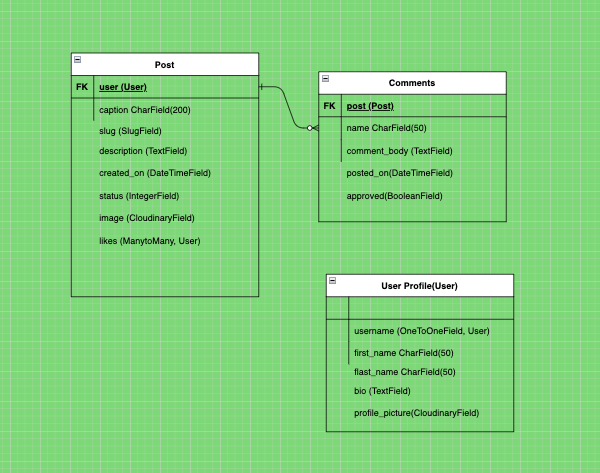 Post
FK user (User)
caption CharField(200)
slug (SlugField)
description (TextField)
created_on (DateTimeField)
status (IntegerField)
image (CloudinaryField)
likes (ManytoMany, User)
Comments
FK post (Post)
name CharField(50)
comment_body (TextField)
posted_on(DateTimeField)
approved(BooleanField)
User Profile(User)
username (OneToOneField, User)
first_name CharField(50)
flast_name CharField(50)
bio (TextField)
profile_picture(CloudinaryField)